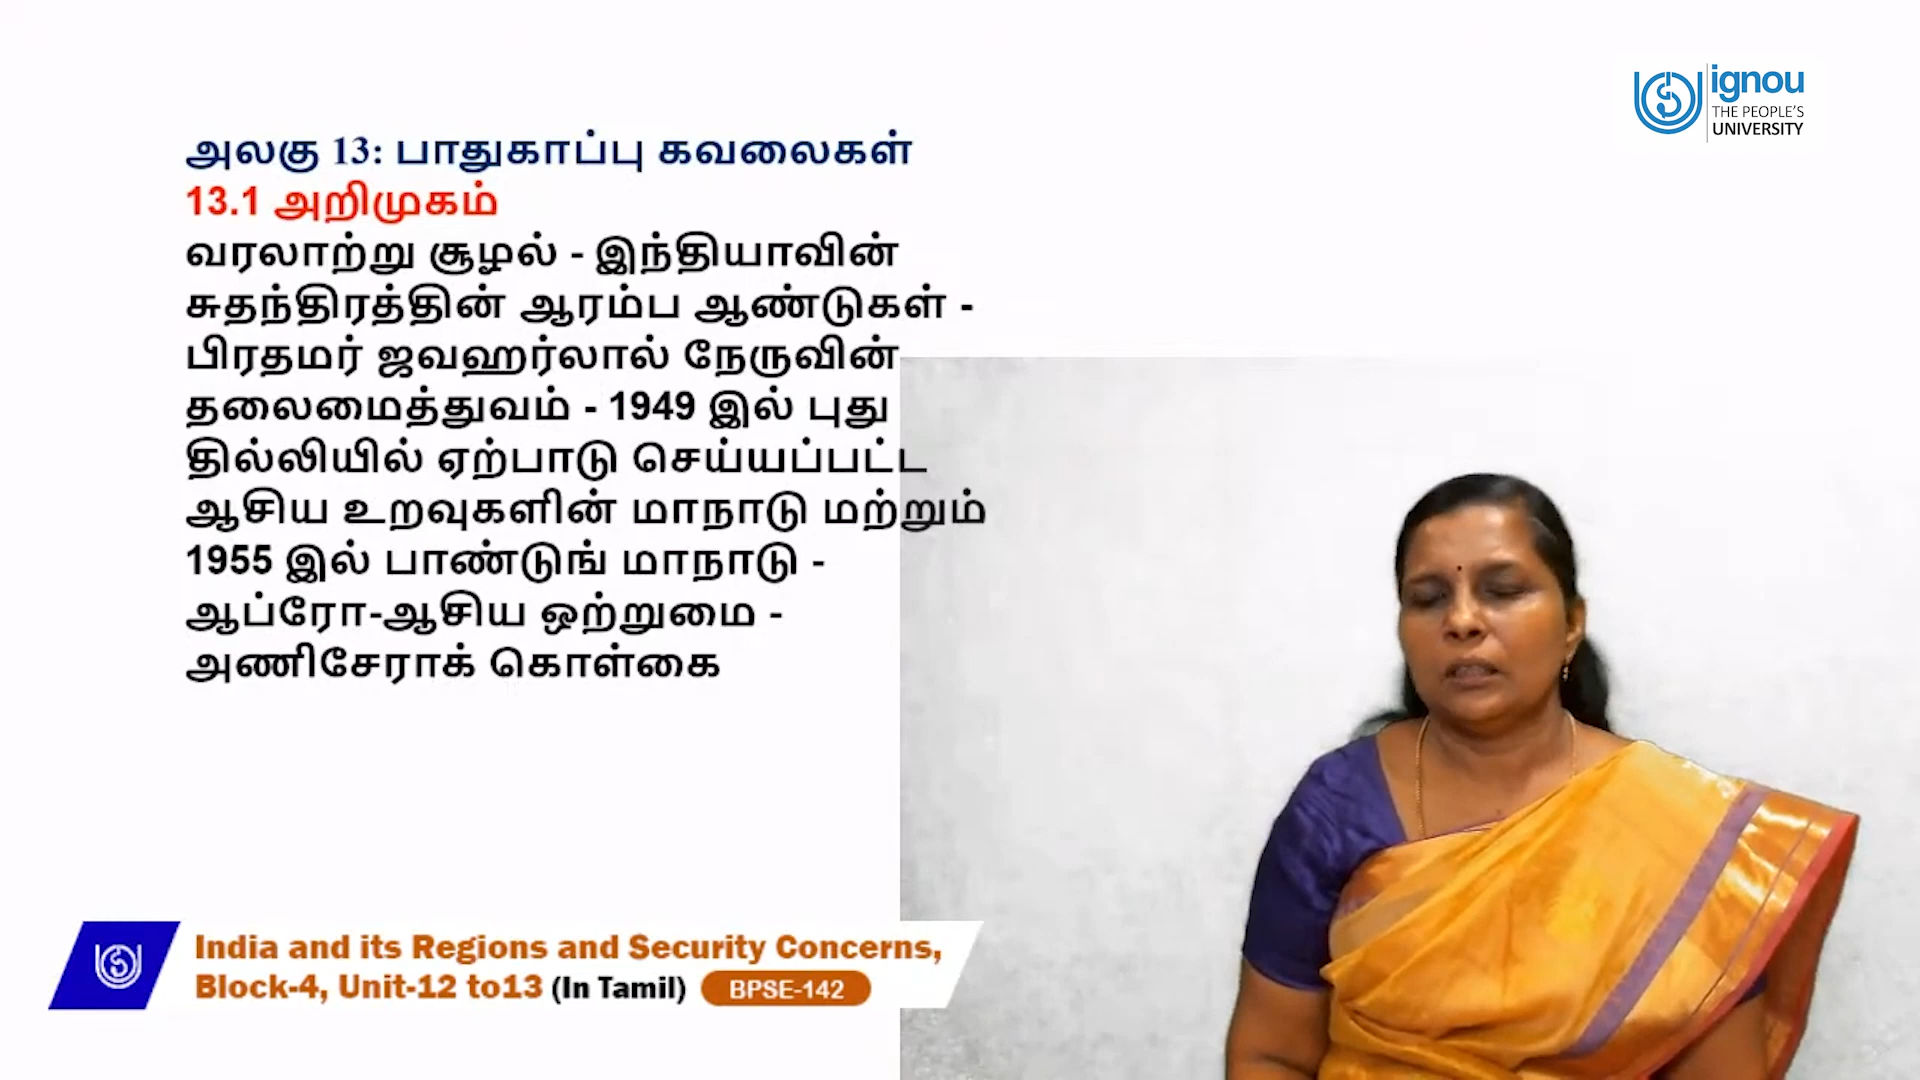 ignou
THE PEOPLE'S
UNIVERSITY
அலகு 13: பாதுகாப்பு கவலைகள்
13.1 அறிமுகம்
வரலாற்று சூழல் - இந்தியாவின்
சுதந்திரத்தின் ஆரம்ப ஆண்டுகள் -
பிரதமர் ஜவஹர்லால் நேருவின்
தலைமைத்துவம் - 1949 இல் புது
தில்லியில் ஏற்பாடு செய்யப்பட்ட
ஆசிய உறவுகளின் மாநாடு மற்றும்
1955 இல் பாண்டுங் மாநாடு -
ஆப்ரோ-ஆசிய ஒற்றுமை -
அணிசேராக் கொள்கை
India and its Regions and Security Concerns,
Block-4, Unit-12 to13 (In Tamil) BPSE-142